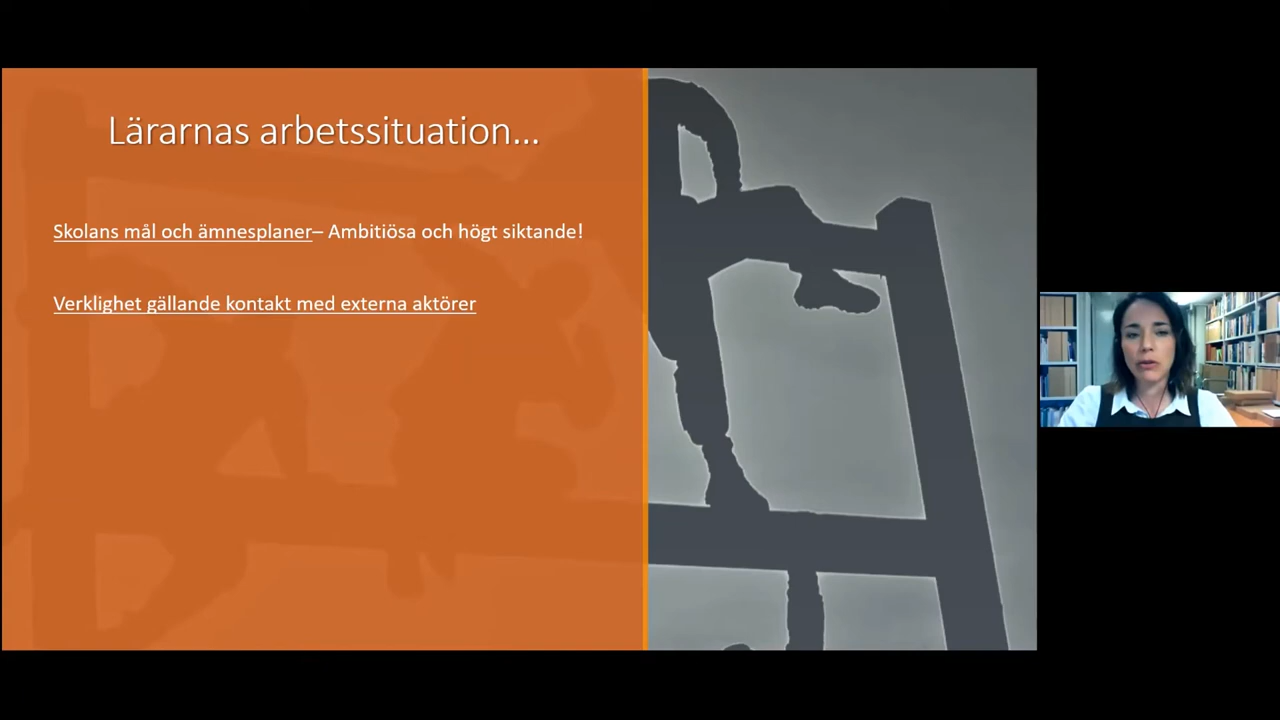 Lärarnas arbetssituation...
Skolans mål och ämnesplaner– Ambitiösa och högt siktande!
Verklighet gällande kontakt med externa aktörer